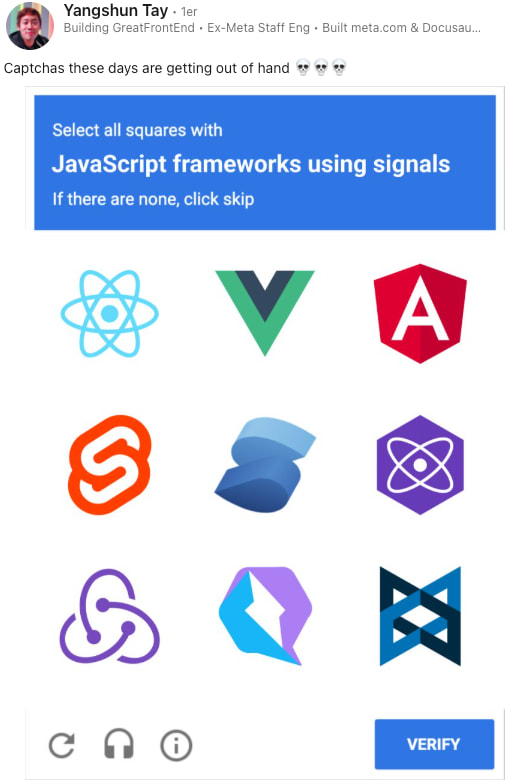 Yangshun Tay • 1er
Building GreatFrontEnd • Ex-Meta Staff Eng • Built meta.com & Docusau...
Captchas these days are getting out of hand 💀💀💀
Select all squares with
JavaScript frameworks using signals
If there are none, click skip
VERIFY